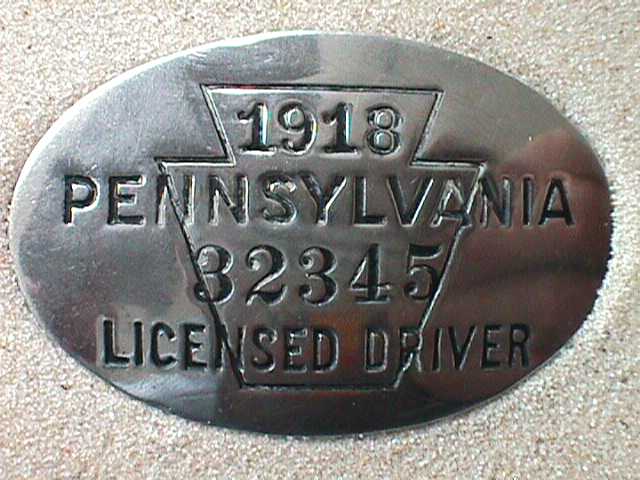 1918
PENNSYLVANIA
32345
LICENSED DRIVER